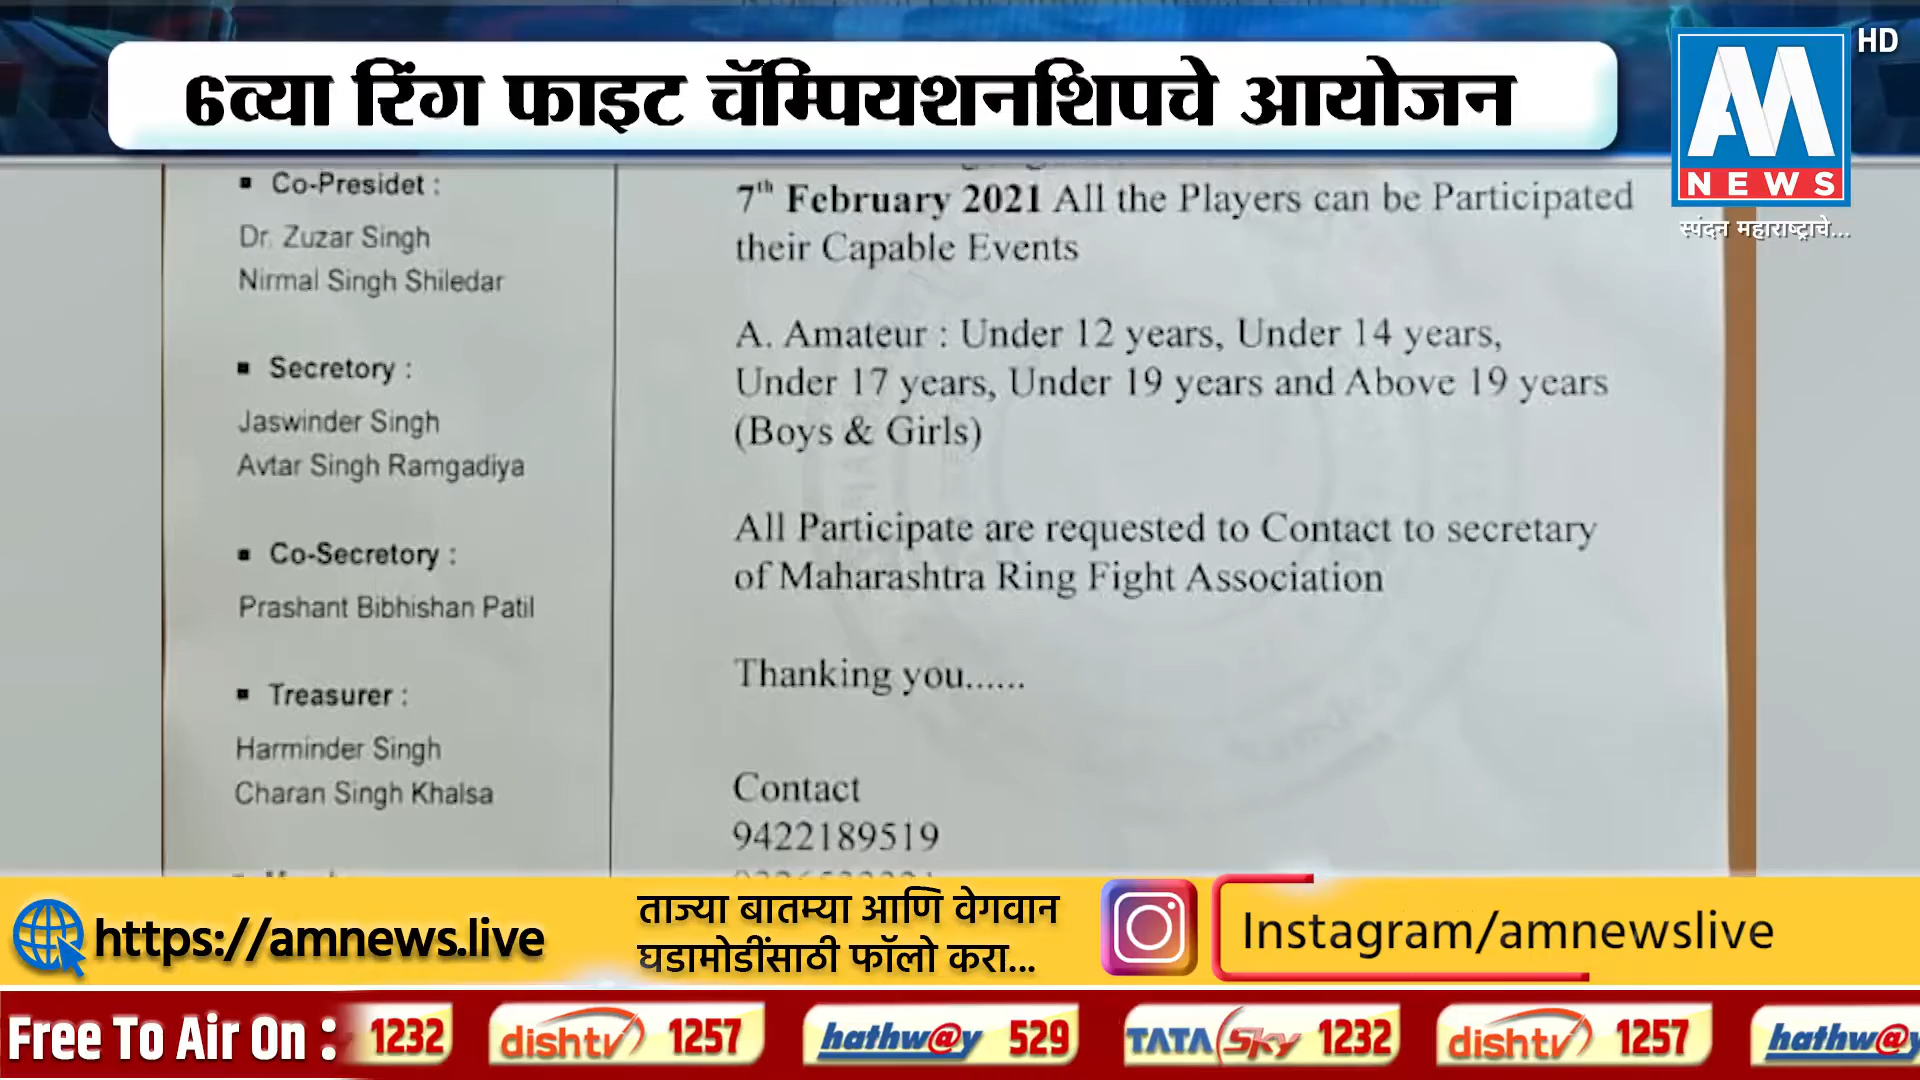 6व्या रिंग फाइट चॅम्पियशनशिपचे आयोजन
HD
AM
NEWS
स्पंदन महाराष्ट्राचे...
Co-Presidet :
Dr. Zuzar Singh
Nirmal Singh Shiledar
Secretory :
Jaswinder Singh
Avtar Singh Ramgadiya
Co-Secretory :
Prashant Bibhishan Patil
Treasurer :
Harminder Singh
Charan Singh Khalsa
7th February 2021 All the Players can be Participated
their Capable Events
A. Amateur : Under 12 years, Under 14 years,
Under 17 years, Under 19 years and Above 19 years
(Boys & Girls)
All Participate are requested to Contact to secretary
of Maharashtra Ring Fight Association
Thanking you......
Contact
9422189519
https://amnews.live
ताज्या बातम्या आणि वेगवान
घडामोडींसाठी फॉलो करा...
Instagram/amnewslive
Free To Air On : 1232 dishtv 1257 hathw@y 529 TATA Sky 1232 dishtv 1257 hathw@y